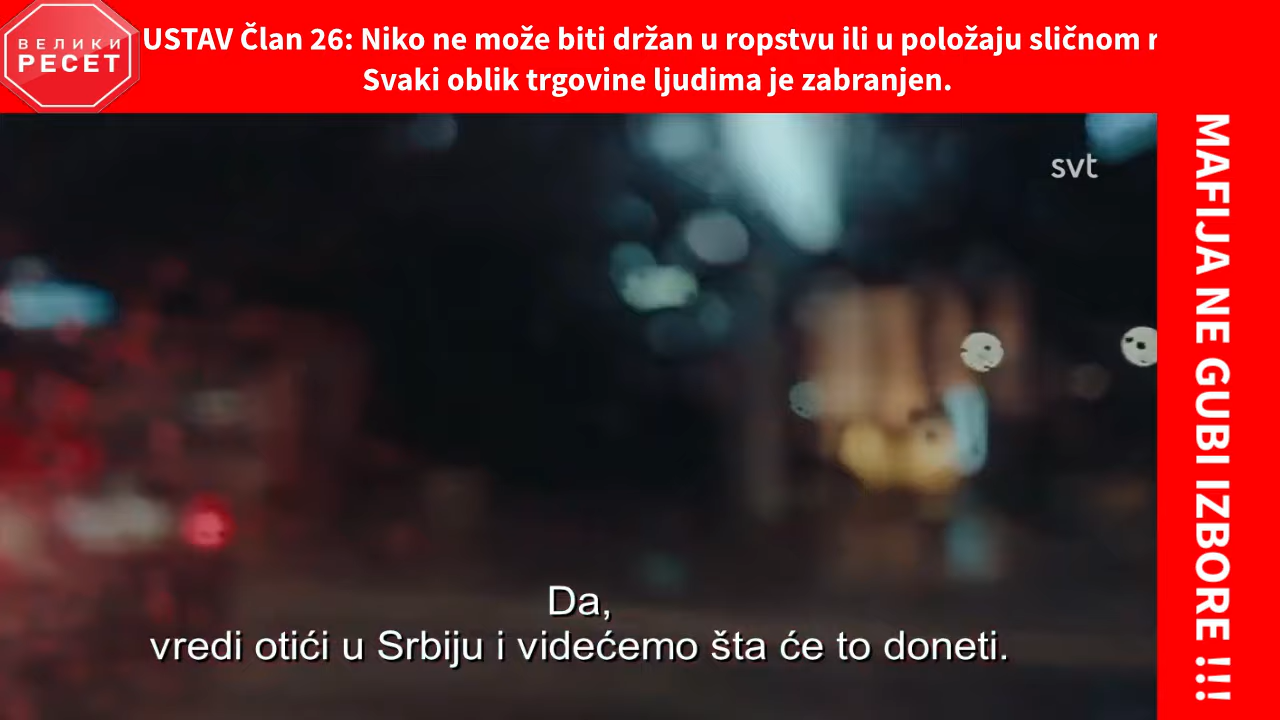 ВЕЛИКИ
РЕСЕТ
USTAV Član 26: Niko ne može biti držan u ropstvu ili u položaju sličnom
Svaki oblik trgovine ljudima je zabranjen.
svt
MAFIJA NE GUBI IZBORE !!!
Da,
vredi otići u Srbiju i videćemo šta će to doneti.